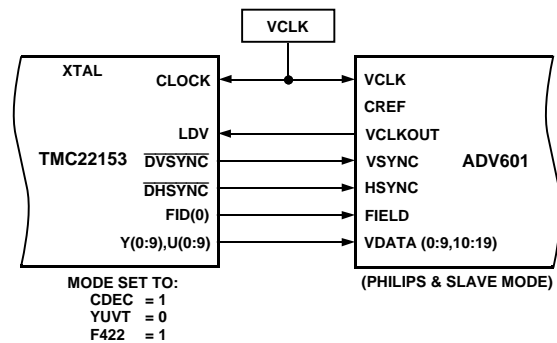 VCLK
XTAL
CLOCK
LDV
TMC22153
DVSYNC
DHSYNC
FID(0)
Y(0:9),U(0:9)
VCLK
CREF
VCLKOUT
VSYNC
ADV601
HSYNC
FIELD
VDATA (0:9,10:19)
MODE SET TO:
CDEC = 1
YUVT = 0
F422 = 1
(PHILIPS & SLAVE MODE)